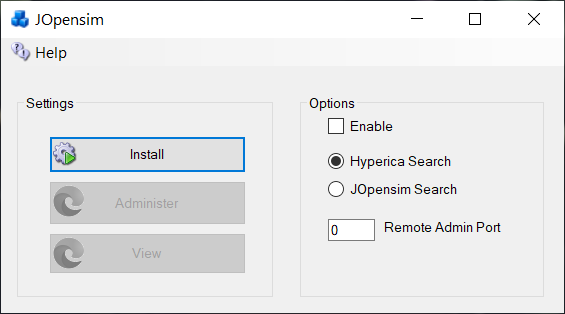 JOpensim
Help
Settings
Install
Administer
View
Options
Enable
Hyperica Search
JOpensim Search
0 Remote Admin Port